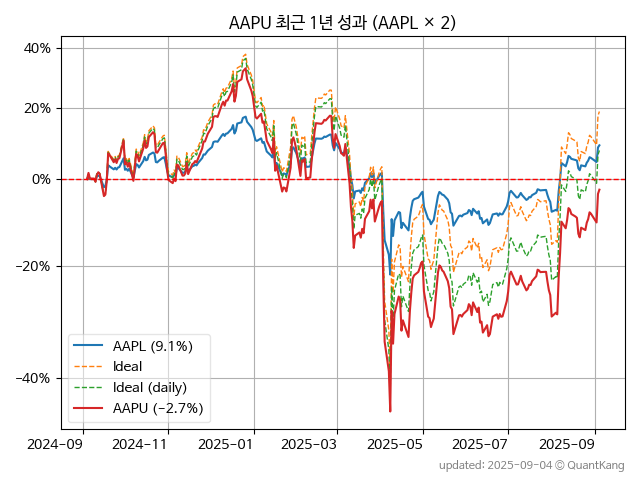 AAPU 최근 1년 성과 (AAPL × 2)
40%
20%
0%
−20%
−40%
AAPL (9.1%)
Ideal
Ideal (daily)
AAPU (−2.7%)
2024−09 2024−11 2025−01 2025−03 2025−05 2025−07 2025−09
updated: 2025−09−04 © QuantKang